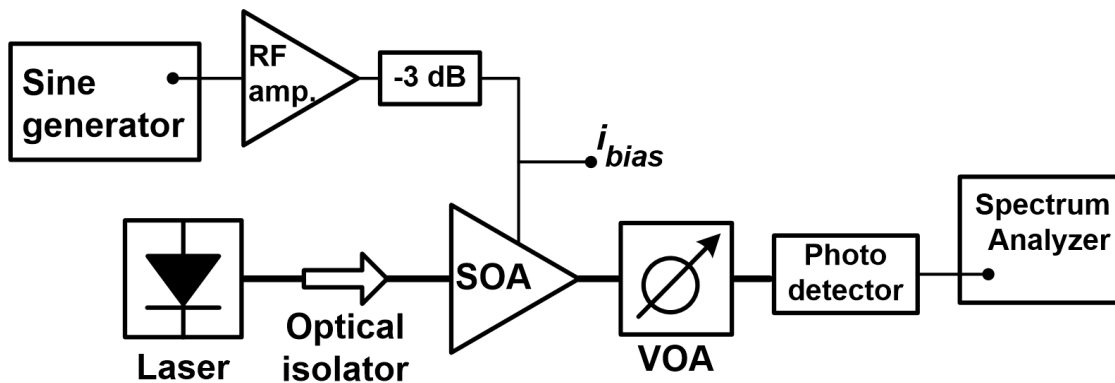 Sine
generator
RF
amp.
-3 dB
i bias
Laser
Optical
isolator
SOA
VOA
Photo
detector
Spectrum
Analyzer